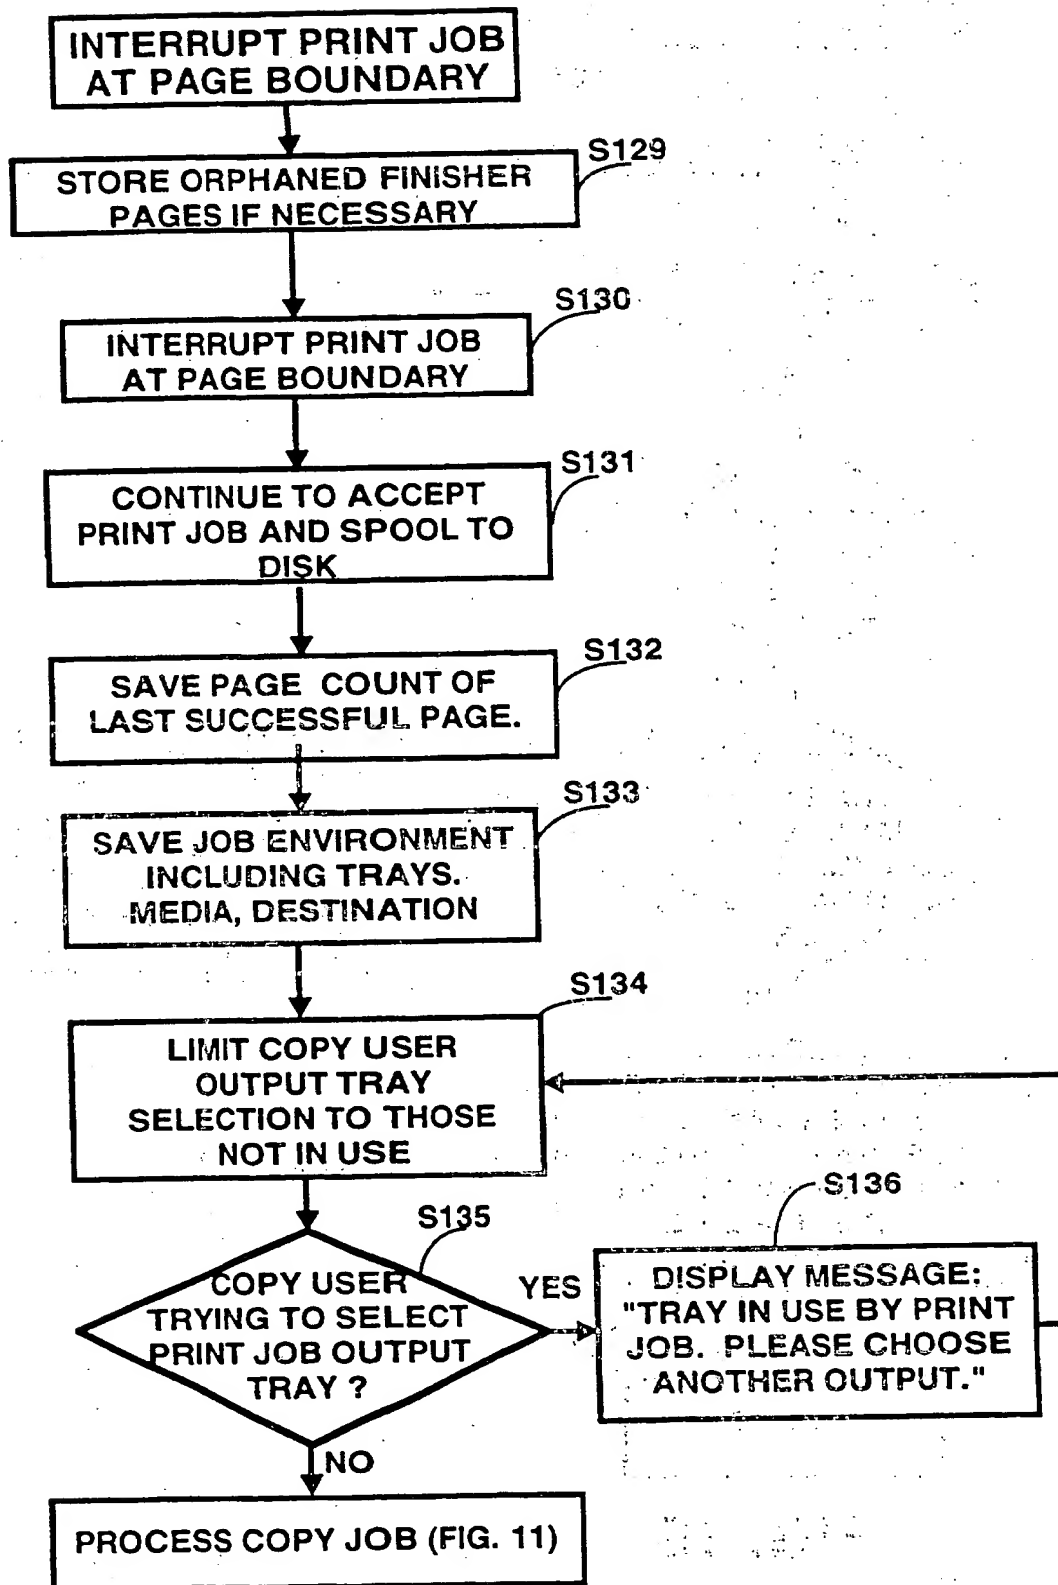 INTERRUPT PRINT JOB
AT PAGE BOUNDARY
S129
STORE ORPHANED FINISHER
PAGES IF NECESSARY
S130
INTERRUPT PRINT JOB
AT PAGE BOUNDARY
S131
CONTINUE TO ACCEPT
PRINT JOB AND SPOOL TO
DISK
S132
SAVE PAGE COUNT OF
LAST SUCCESSFUL PAGE.
S133
SAVE JOB ENVIRONMENT
INCLUDING TRAYS.
MEDIA, DESTINATION
S134
LIMIT COPY USER
OUTPUT TRAY
SELECTION TO THOSE
NOT IN USE
S135
COPY USER
TRYING TO SELECT
PRINT JOB OUTPUT
TRAY ?
YES
S136
DISPLAY MESSAGE:
"TRAY IN USE BY PRINT
JOB. PLEASE CHOOSE
ANOTHER OUTPUT."
NO
PROCESS COPY JOB (FIG. 11)